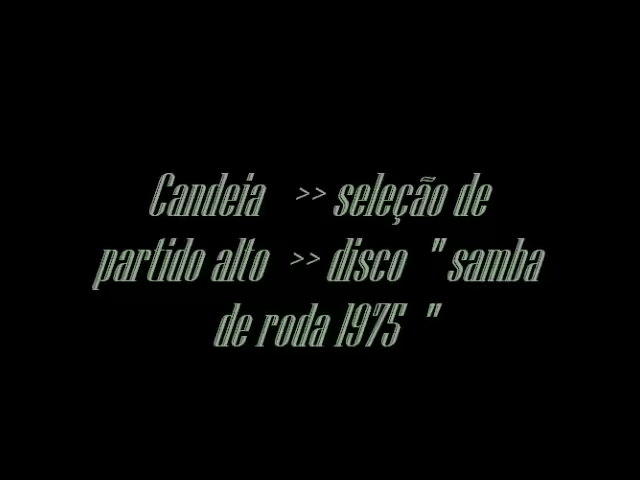 Candeia >> seleção de
partido alto >> disco " samba
de roda 1975 "